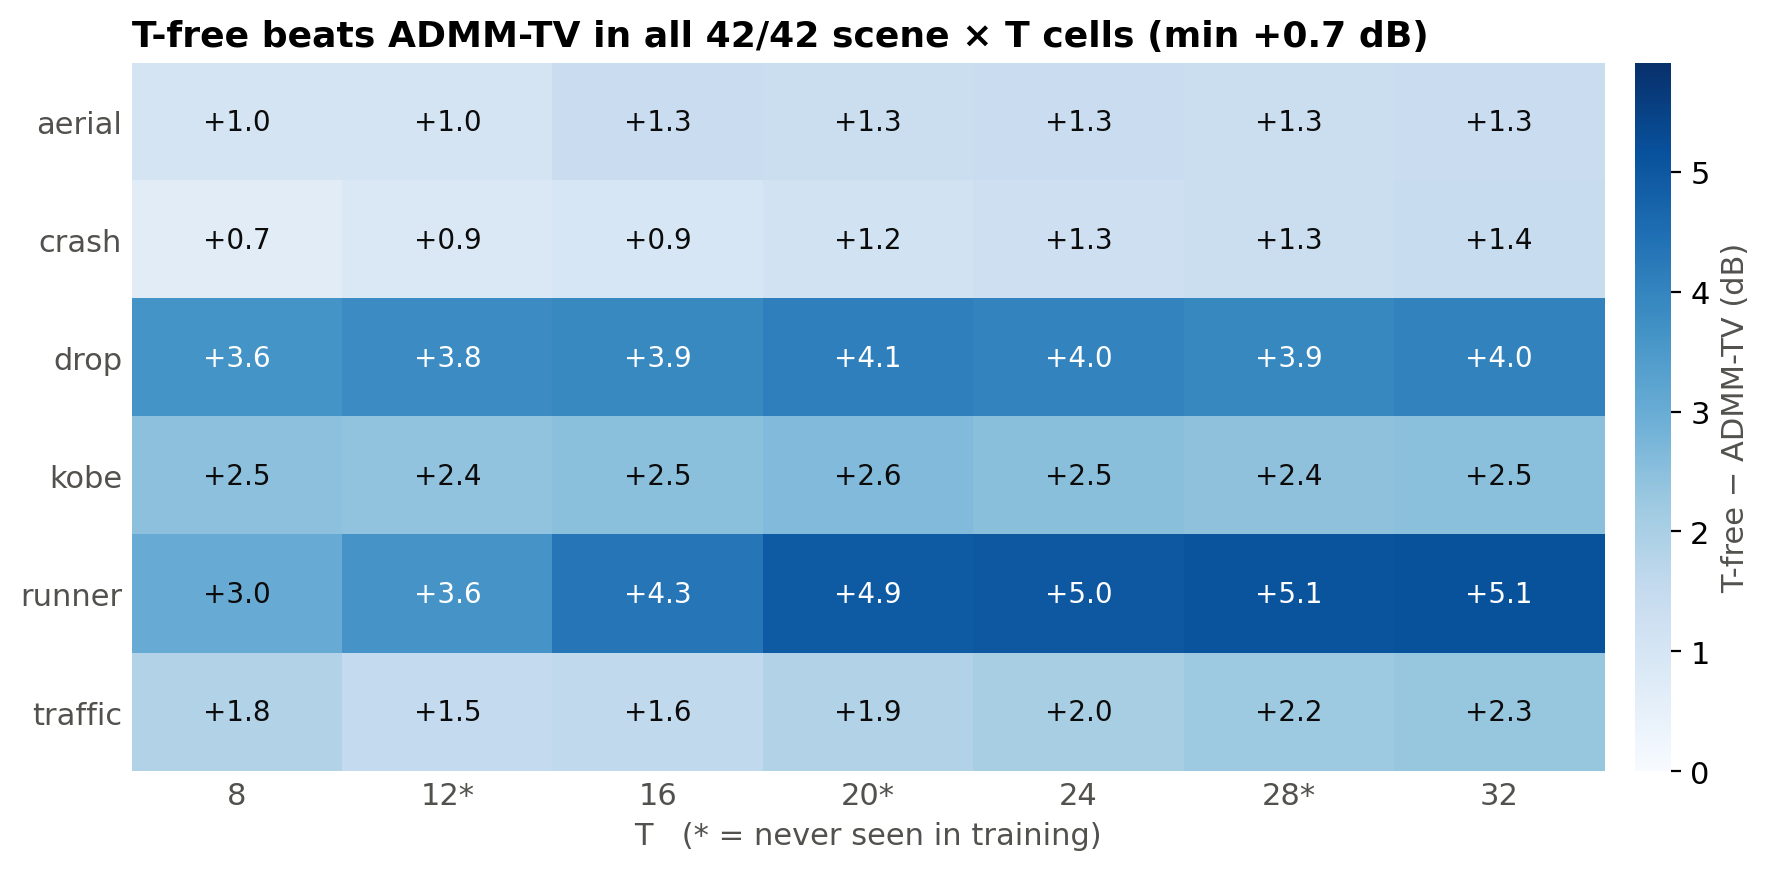 T-free beats ADMM-TV in all 42/42 scene × T cells (min +0.7 dB)
aerial +1.0 +1.0 +1.3 +1.3 +1.3 +1.3 +1.3
crash +0.7 +0.9 +0.9 +1.2 +1.3 +1.3 +1.4
drop +3.6 +3.8 +3.9 +4.1 +4.0 +3.9 +4.0
kobe +2.5 +2.4 +2.5 +2.6 +2.5 +2.4 +2.5
runner +3.0 +3.6 +4.3 +4.9 +5.0 +5.1 +5.1
traffic +1.8 +1.5 +1.6 +1.9 +2.0 +2.2 +2.3
8 12* 16 20* 24 28* 32
T (* = never seen in training)
5
4
3
2
1
0
T-free − ADMM-TV (dB)